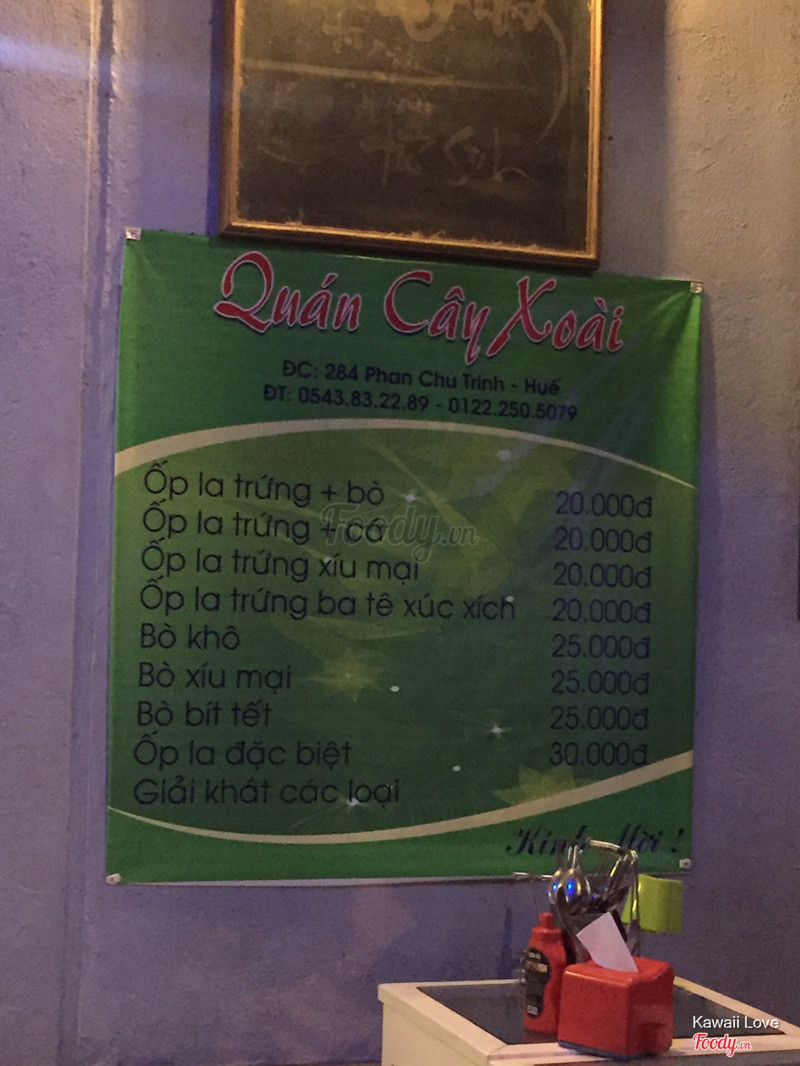 Quán Cây Xoài
ĐC: 284 Phan Chu Trinh - Huế
ĐT: 0543.83.22.89 - 0122.250.5079
Ốp la trứng + bò 20.000đ
Ốp la trứng + cá 20.000đ
Ốp la trứng xíu mại 20.000đ
Ốp la trứng ba tê xúc xích 20.000đ
Bò khô 25.000đ
Bò xíu mại 25.000đ
Bò bít tết 25.000đ
Ốp la đặc biệt 30.000đ
Giải khát các loại
Kính Mời !
Foody.vn
Kawaii Love
Foody.vn